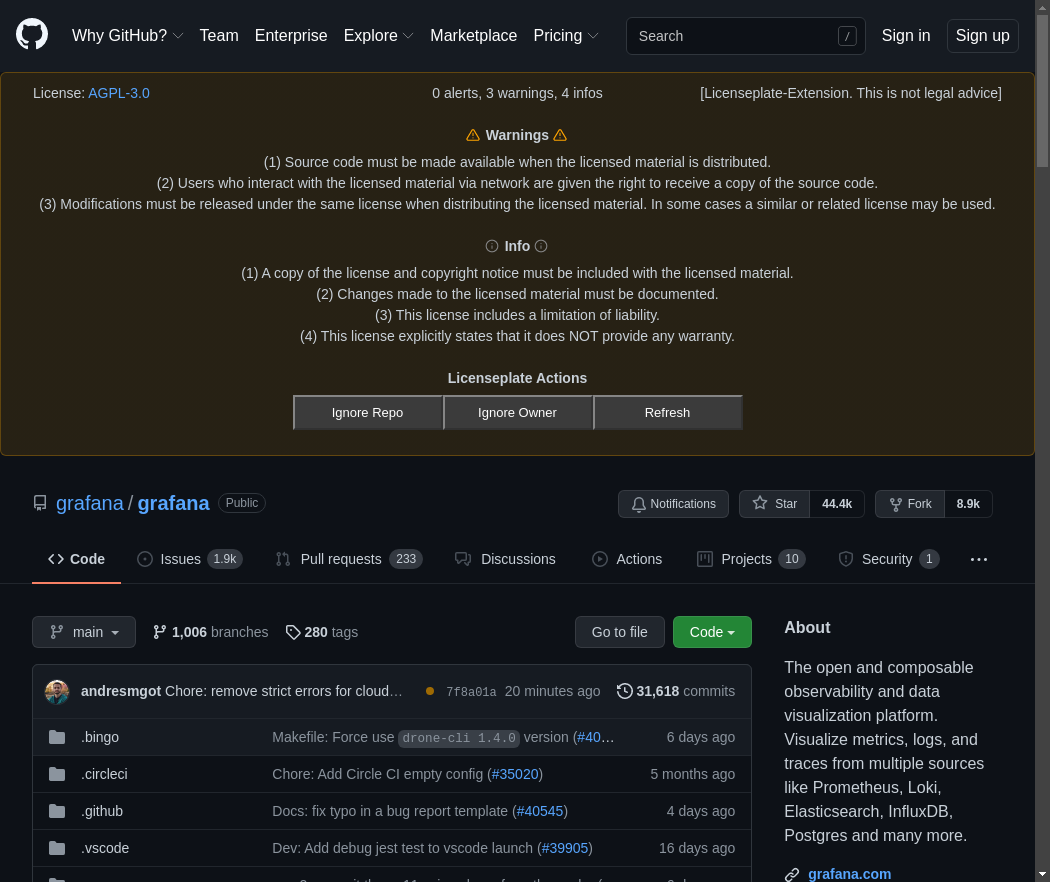 Why GitHub? Team Enterprise Explore Marketplace Pricing Search / Sign in Sign up
License: AGPL-3.0 0 alerts, 3 warnings, 4 infos [Licenseplate-Extension. This is not legal advice]
Warnings
(1) Source code must be made available when the licensed material is distributed.
(2) Users who interact with the licensed material via network are given the right to receive a copy of the source code.
(3) Modifications must be released under the same license when distributing the licensed material. In some cases a similar or related license may be used.
Info
(1) A copy of the license and copyright notice must be included with the licensed material.
(2) Changes made to the licensed material must be documented.
(3) This license includes a limitation of liability.
(4) This license explicitly states that it does NOT provide any warranty.
Licenseplate Actions
Ignore Repo Ignore Owner Refresh
grafana / grafana Public Notifications Star 44.4k Fork 8.9k
Code Issues 1.9k Pull requests 233 Discussions Actions Projects 10 Security 1 ...
main 1,006 branches 280 tags Go to file Code
andresmgot Chore: remove strict errors for cloud… 7f8a01a 20 minutes ago 31,618 commits
.bingo Makefile: Force use drone-cli 1.4.0 version (#40… 6 days ago
.circleci Chore: Add Circle CI empty config (#35020) 5 months ago
.github Docs: fix typo in a bug report template (#40545) 4 days ago
.vscode Dev: Add debug jest test to vscode launch (#39905) 16 days ago
About
The open and composable
observability and data
visualization platform.
Visualize metrics, logs, and
traces from multiple sources
like Prometheus, Loki,
Elasticsearch, InfluxDB,
Postgres and many more.
grafana.com